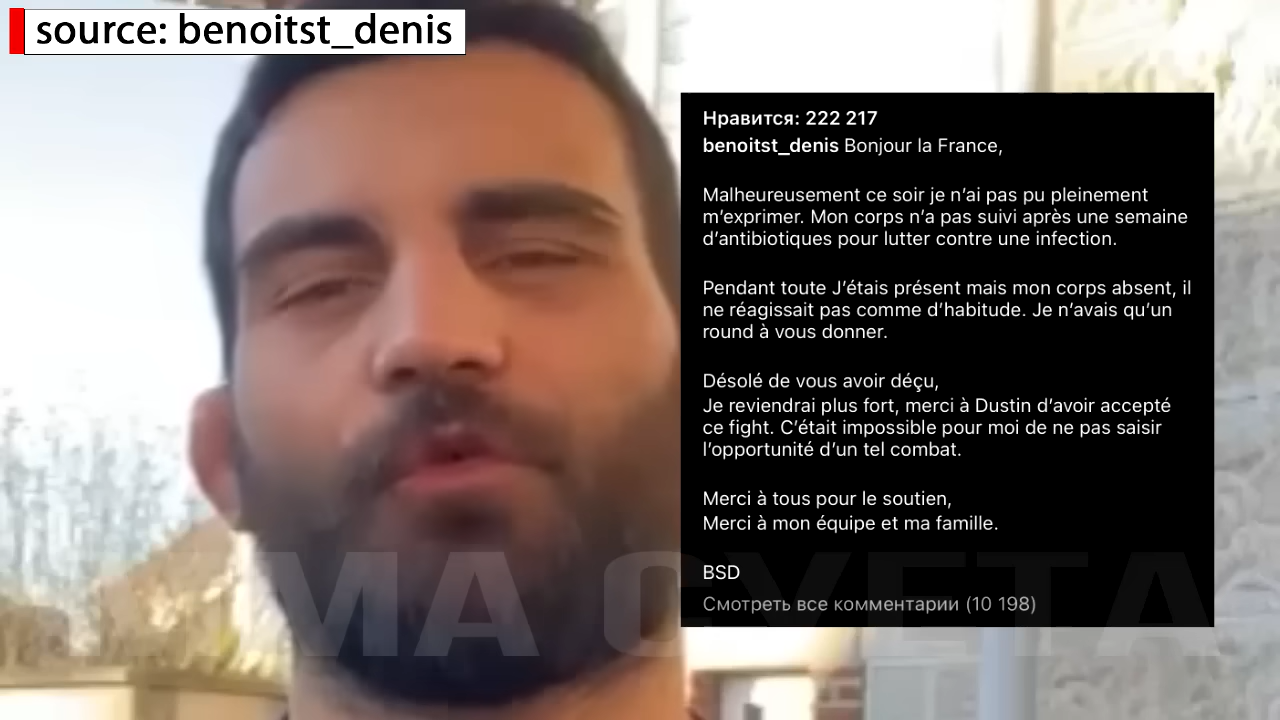 source: benoitst_denis
Нравится: 222 217
benoitst_denis Bonjour la France,
Malheureusement ce soir je n’ai pas pu pleinement
m’exprimer. Mon corps n’a pas suivi après une semaine
d’antibiotiques pour lutter contre une infection.
Pendant toute J’étais présent mais mon corps absent, il
ne réagissait pas comme d’habitude. Je n’avais qu’un
round à vous donner.
Désolé de vous avoir déçu,
Je reviendrai plus fort, merci à Dustin d’avoir accepté
ce fight. C’était impossible pour moi de ne pas saisir
l’opportunité d’un tel combat.
Merci à tous pour le soutien,
Merci à mon équipe et ma famille.
BSD
Смотреть все комментарии (10 198)
MMA СУЕТА